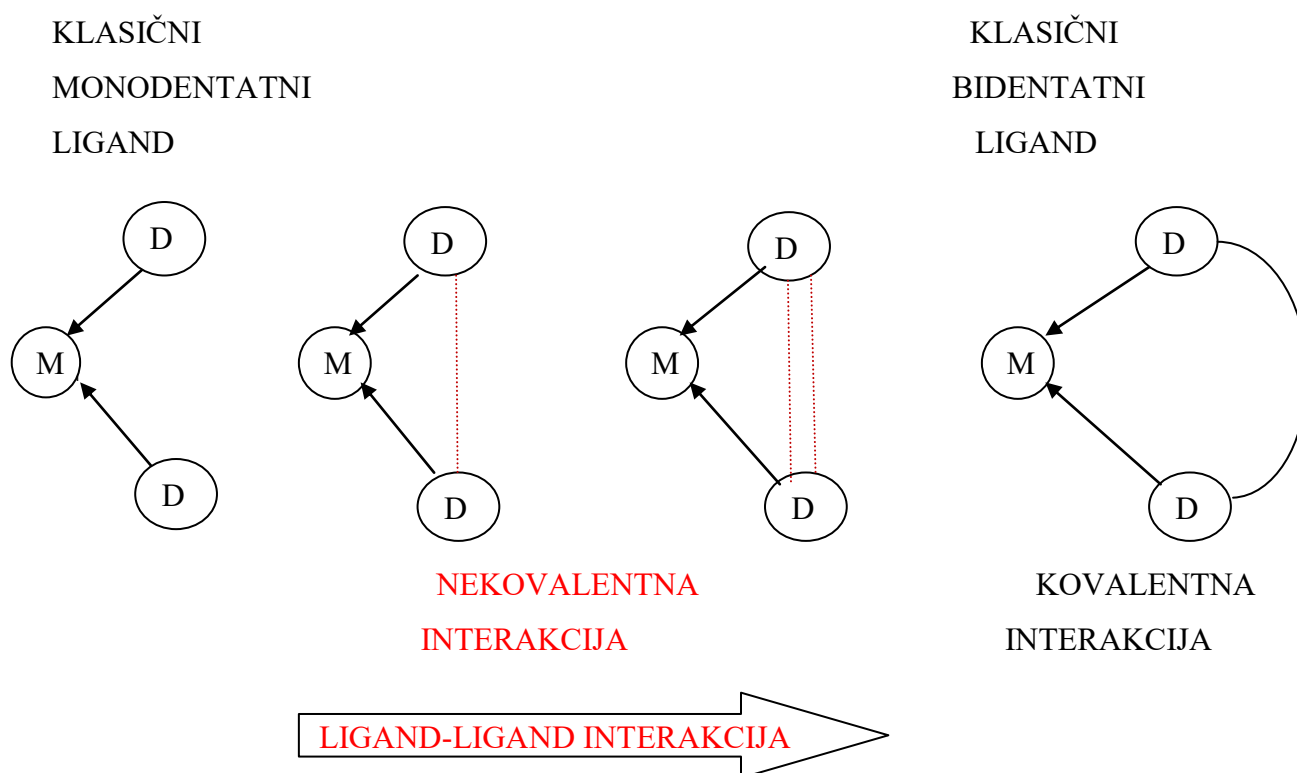 KLASIČNI
MONODENTATNI
LIGAND
KLASIČNI
BIDENTATNI
LIGAND
D
D
D
D
M
M
M
M
D
D
D
D
NEKOVALENTNA
INTERAKCIJA
KOVALENTNA
INTERAKCIJA
LIGAND-LIGAND INTERAKCIJA